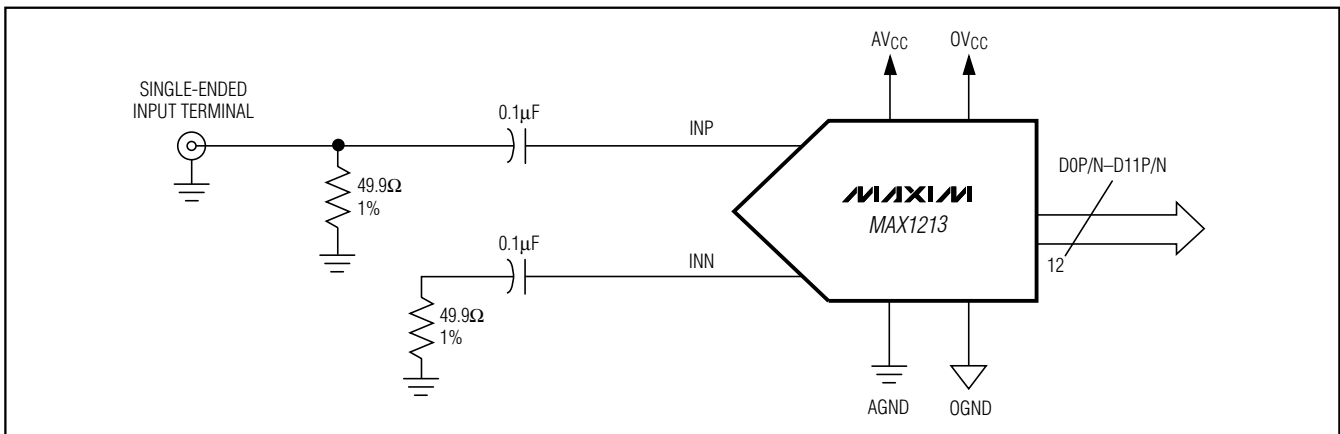 SINGLE-ENDED
INPUT TERMINAL
0.1µF
INP
49.9Ω
1%
0.1µF
INN
49.9Ω
1%
AVCC
OVCC
MAXIM
MAX1213
D0P/N–D11P/N
12
AGND
OGND